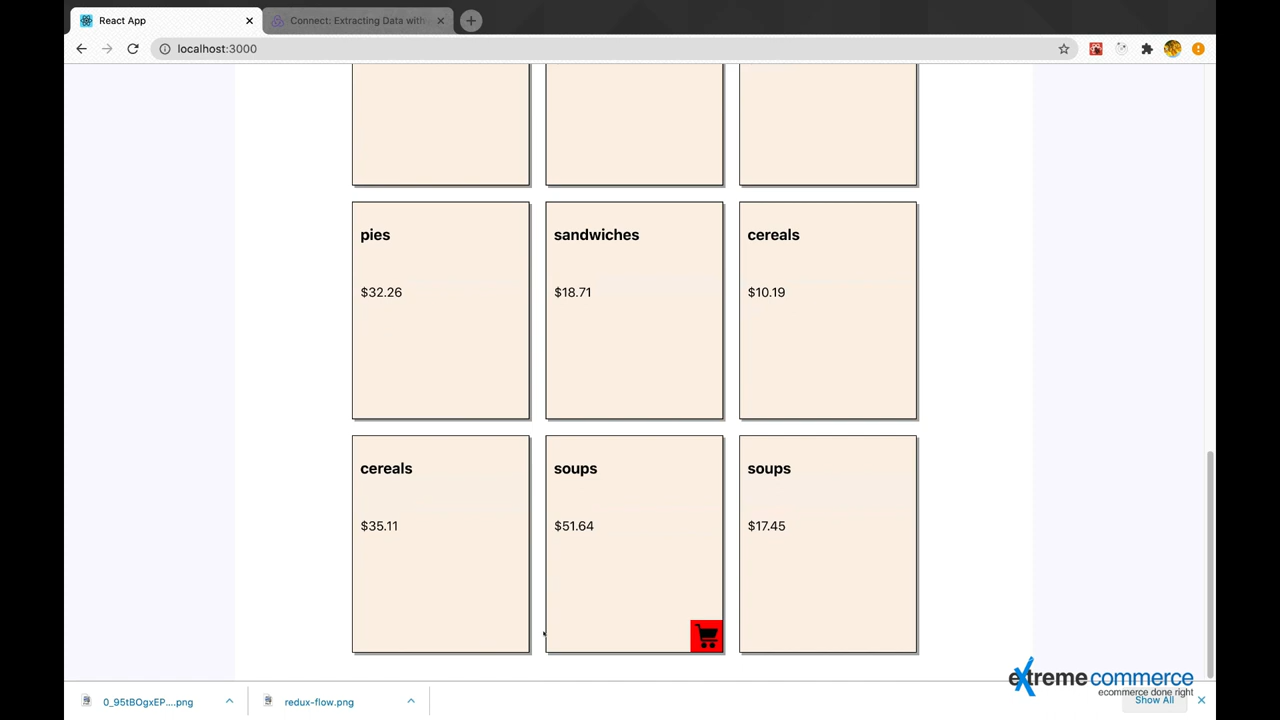 React App
Connect: Extracting Data with
localhost:3000
pies
sandwiches
cereals
$32.26
$18.71
$10.19
cereals
soups
soups
$35.11
$51.64
$17.45
extreme commerce
ecommerce done right
0_95tBOgxEP....png
redux-flow.png
Show All